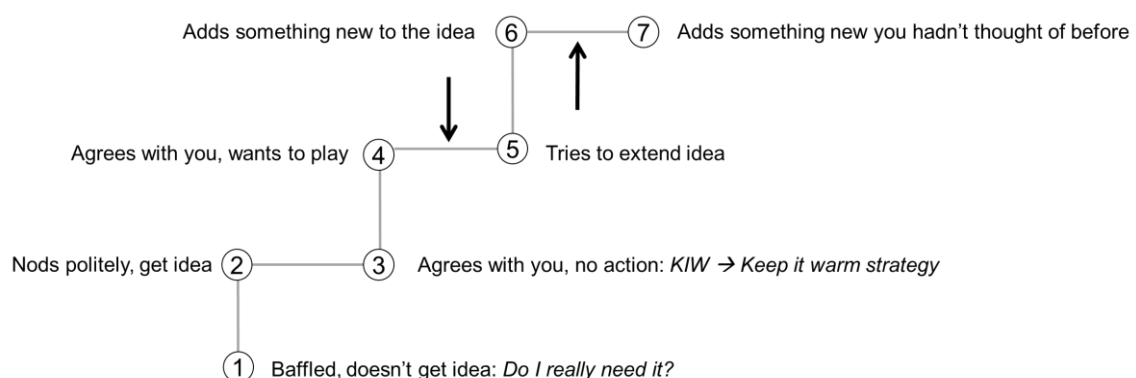 Adds something new to the idea 6 7 Adds something new you hadn't thought of before
Agrees with you, wants to play 4 5 Tries to extend idea
Nods politely, get idea 2 3 Agrees with you, no action: KIW → Keep it warm strategy
1 Baffled, doesn't get idea: Do I really need it?